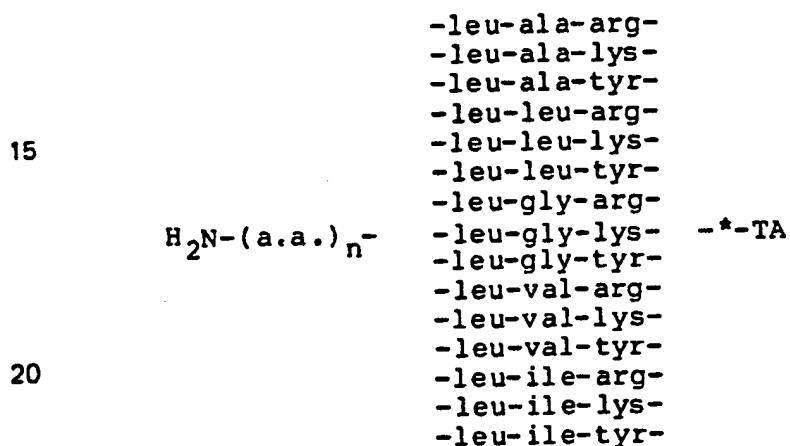 -leu-ala-arg-
-leu-ala-lys-
-leu-ala-tyr-
-leu-leu-arg-
15 -leu-leu-lys-
-leu-leu-tyr-
-leu-gly-arg-
H2N-(a.a.)n- -leu-gly-lys- -*-TA
-leu-gly-tyr-
-leu-val-arg-
-leu-val-lys-
-leu-val-tyr-
20 -leu-ile-arg-
-leu-ile-lys-
-leu-ile-tyr-